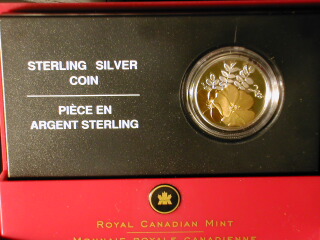 STERLING SILVER
COIN
PIÈCE EN
ARGENT STERLING
ROYAL CANADIAN MINT
MONNAIE ROYALE CANADIENNE